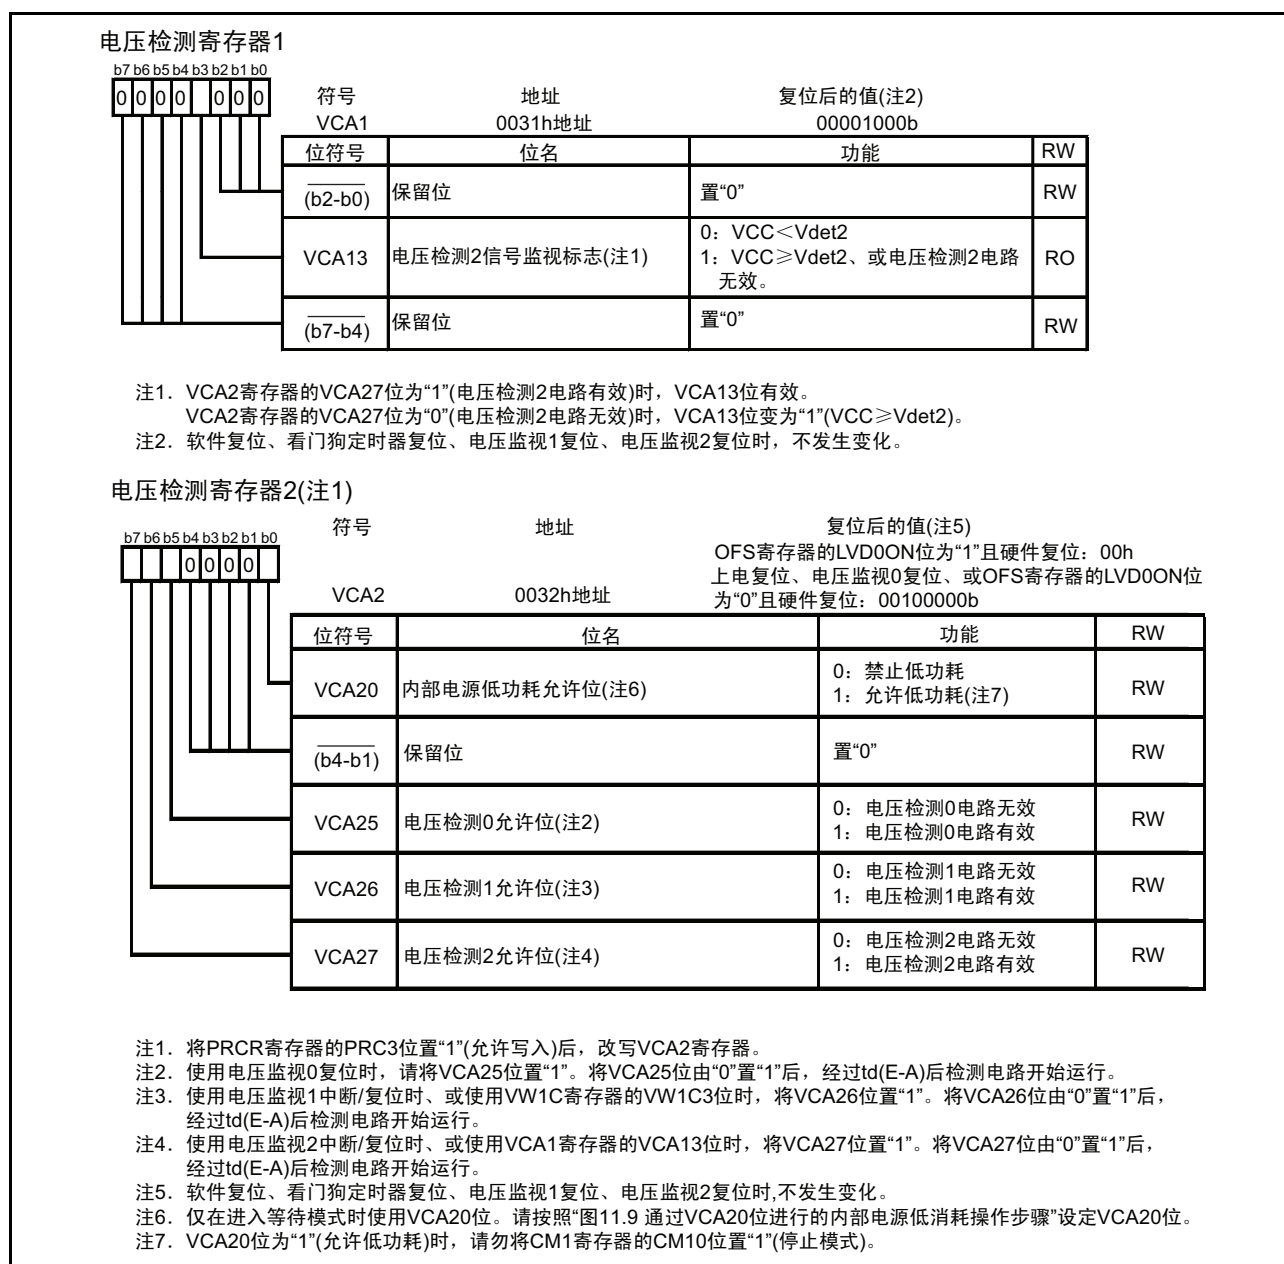 电压检测寄存器1
b7 b6 b5 b4 b3 b2 b1 b0
0 0 0 0 0 0 0
符号 地址 复位后的值(注2)
VCA1 0031h地址 00001000b
位符号 位名 功能 RW
(b2-b0) 保留位 置“0” RW
VCA13 电压检测2信号监视标志(注1) 0：VCC＜Vdet2
1：VCC≥Vdet2、或电压检测2电路
无效。 RO
(b7-b4) 保留位 置“0” RW
注1．VCA2寄存器的VCA27位为“1”(电压检测2电路有效)时，VCA13位有效。
VCA2寄存器的VCA27位为“0”(电压检测2电路无效)时，VCA13位变为“1”(VCC≥Vdet2)。
注2．软件复位、看门狗定时器复位、电压监视1复位、电压监视2复位时，不发生变化。
电压检测寄存器2(注1)
b7 b6 b5 b4 b3 b2 b1 b0
0 0 0 0
符号 地址 复位后的值(注5)
OFS寄存器的LVD0ON位为“1”且硬件复位：00h
上电复位、电压监视0复位、或OFS寄存器的LVD0ON位
VCA2 0032h地址 为“0”且硬件复位：00100000b
位符号 位名 功能 RW
VCA20 内部电源低功耗允许位(注6) 0：禁止低功耗
1：允许低功耗(注7) RW
(b4-b1) 保留位 置“0” RW
VCA25 电压检测0允许位(注2) 0：电压检测0电路无效
1：电压检测0电路有效 RW
VCA26 电压检测1允许位(注3) 0：电压检测1电路无效
1：电压检测1电路有效 RW
VCA27 电压检测2允许位(注4) 0：电压检测2电路无效
1：电压检测2电路有效 RW
注1．将PRCR寄存器的PRC3位置“1”(允许写入)后，改写VCA2寄存器。
注2．使用电压监视0复位时，请将VCA25位置“1”。将VCA25位由“0”置“1”后，经过td(E-A)后检测电路开始运行。
注3．使用电压监视1中断/复位时、或使用VW1C寄存器的VW1C3位时，将VCA26位置“1”。将VCA26位由“0”置“1”后，
经过td(E-A)后检测电路开始运行。
注4．使用电压监视2中断/复位时、或使用VCA1寄存器的VCA13位时，将VCA27位置“1”。将VCA27位由“0”置“1”后，
经过td(E-A)后检测电路开始运行。
注5．软件复位、看门狗定时器复位、电压监视1复位、电压监视2复位时,不发生变化。
注6．仅在进入等待模式时使用VCA20位。请按照“图11.9 通过VCA20位进行的内部电源低消耗操作步骤”设定VCA20位。
注7．VCA20位为“1”(允许低功耗)时，请勿将CM1寄存器的CM10位置“1”(停止模式)。